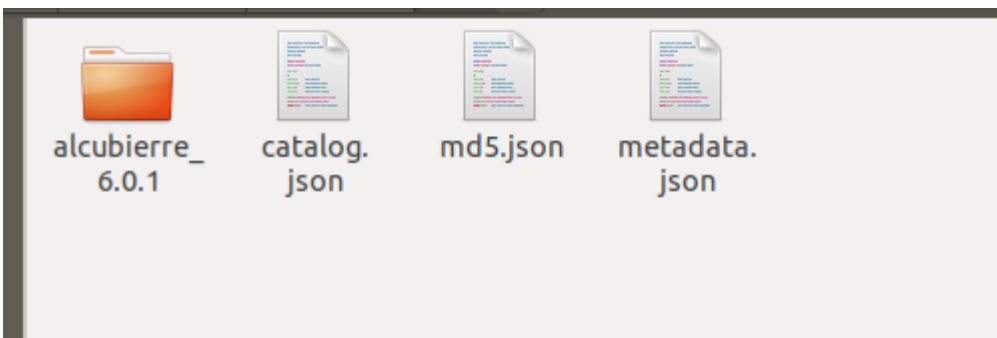 alcubierre_
6.0.1
catalog.
json
md5.json
metadata.
json